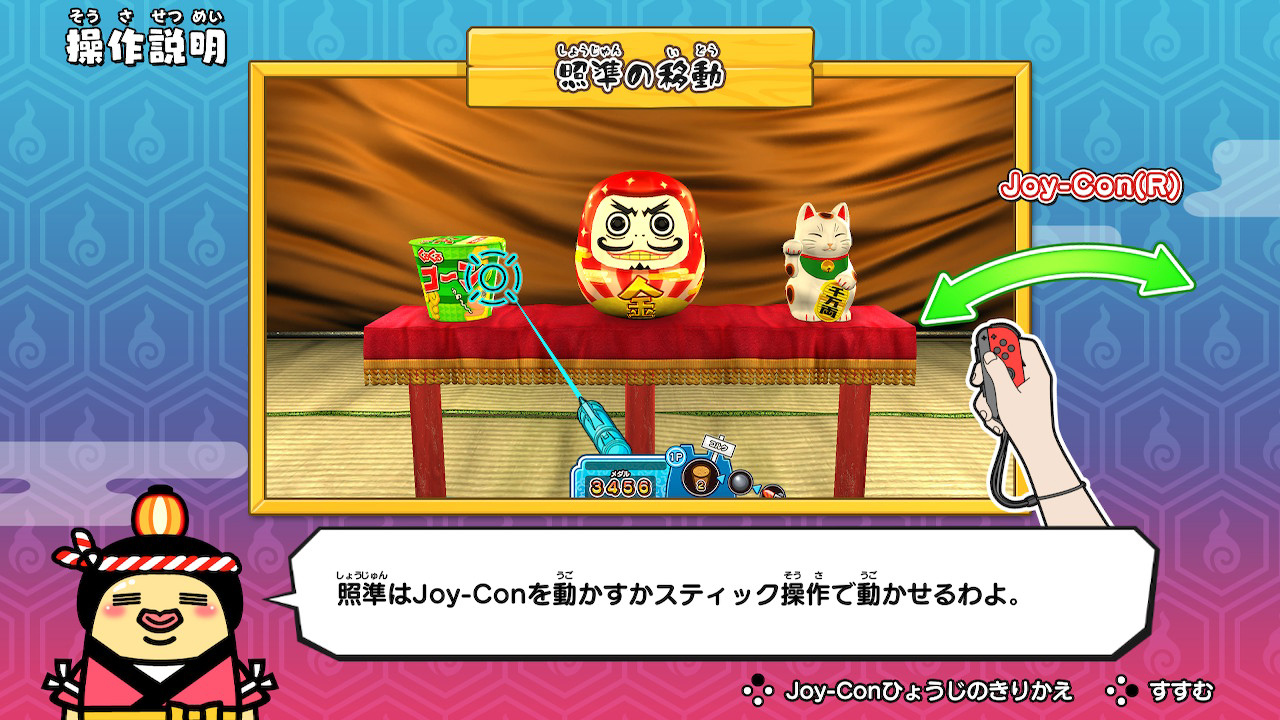 そうさせつめい
操作説明
しょうじゅんいどう
照準の移動
Joy-Con(R)
金
千万両
コルク
1P
メダル
3456
2
しょうじゅんうごそうさうご
照準はJoy-Conを動かすかスティック操作で動かせるわよ。
Joy-Conひょうじのきりかえ
すすむ